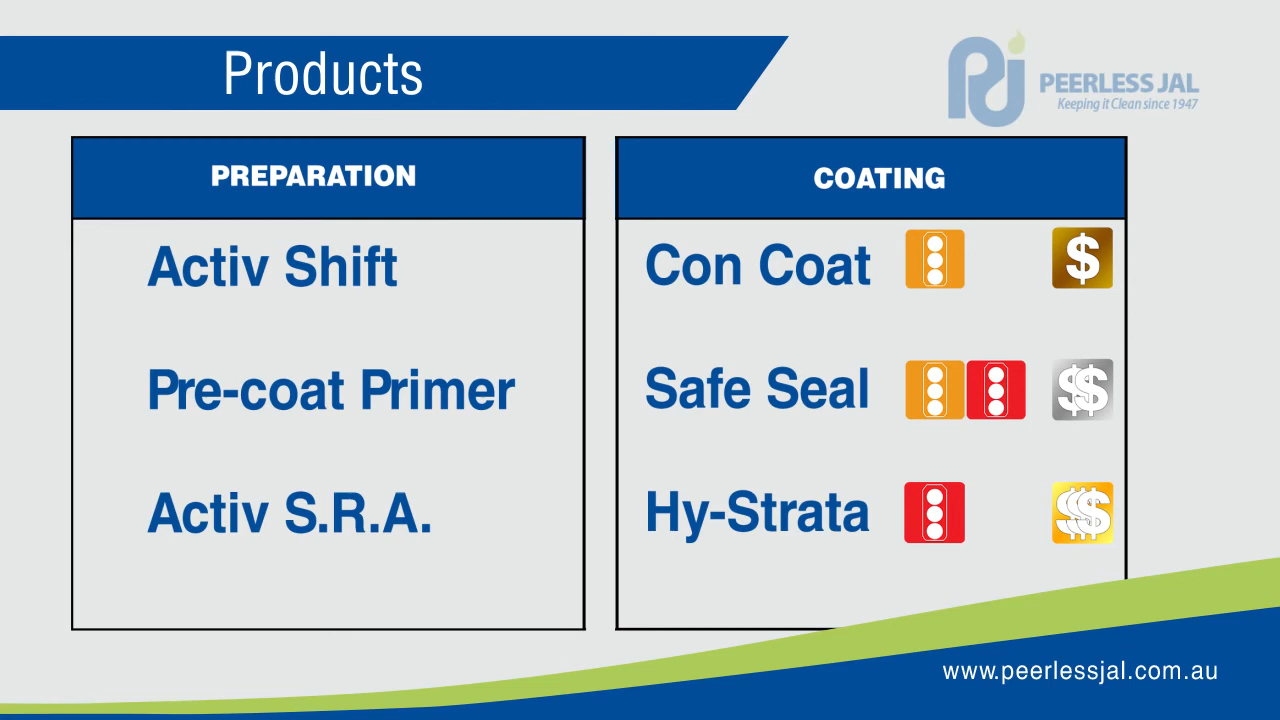 Products
PEERLESS JAL
Keeping it Clean since 1947
PREPARATION
Activ Shift
Pre-coat Primer
Activ S.R.A.
COATING
Con Coat $
Safe Seal $$
Hy-Strata $$$
www.peerlessjal.com.au